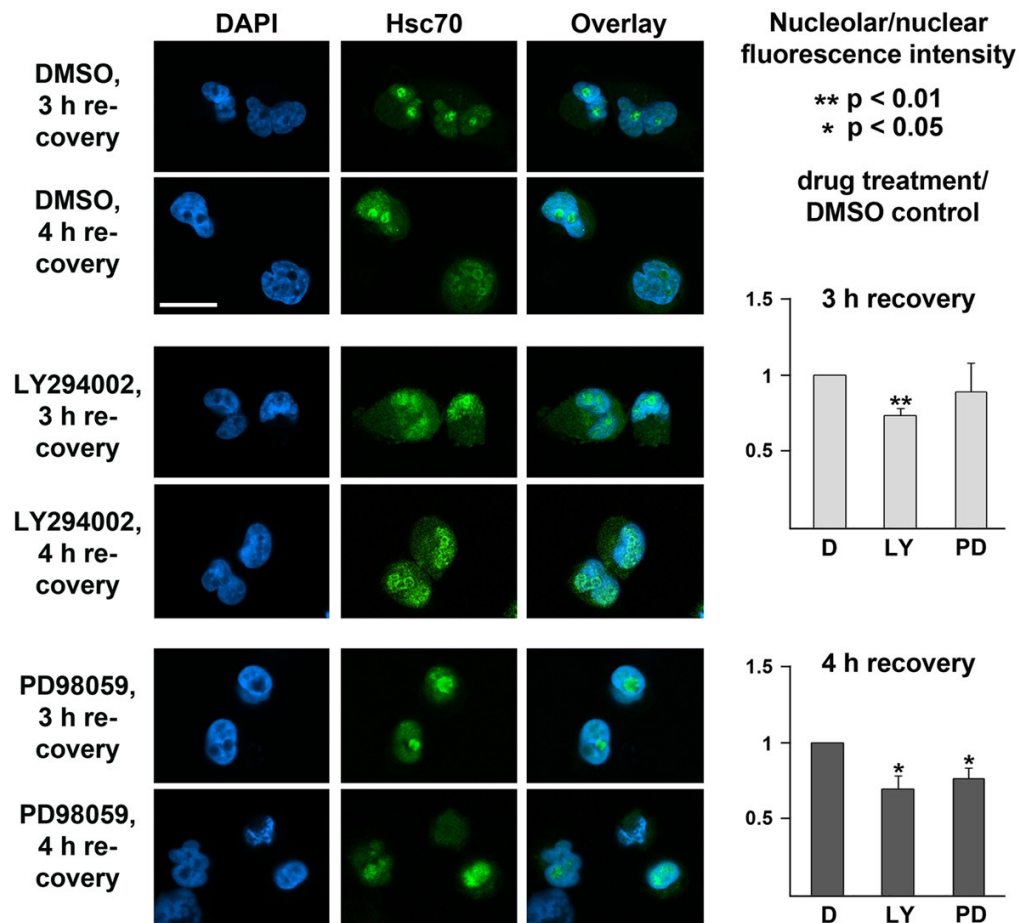 DAPI
Hsc70
Overlay
DMSO,
3 h re-
covery
DMSO,
4 h re-
covery
LY294002,
3 h re-
covery
LY294002,
4 h re-
covery
PD98059,
3 h re-
covery
PD98059,
4 h re-
covery
Nucleolar/nuclear
fluorescence intensity
** p < 0.01
* p < 0.05
drug treatment/
DMSO control
3 h recovery
1.5
1
0.5
**
D LY PD
4 h recovery
1.5
1
0.5
* *
D LY PD